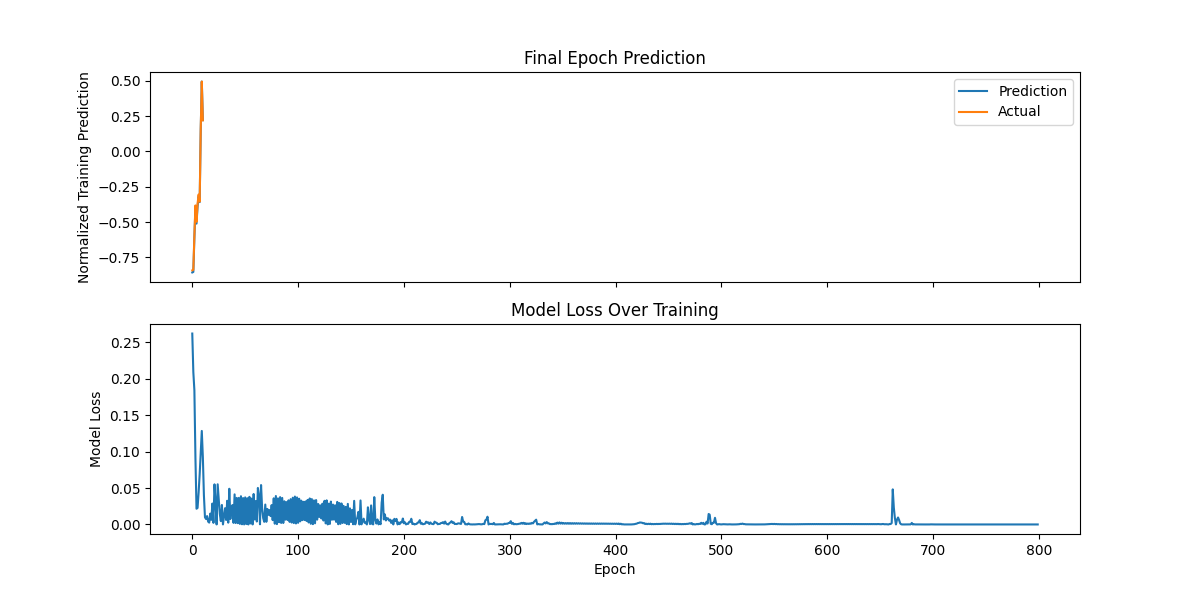 Final Epoch Prediction
Normalized Training Prediction
0.50
0.25
0.00
−0.25
−0.50
−0.75
Prediction
Actual
Model Loss Over Training
Model Loss
0.25
0.20
0.15
0.10
0.05
0.00
0 100 200 300 400 500 600 700 800
Epoch